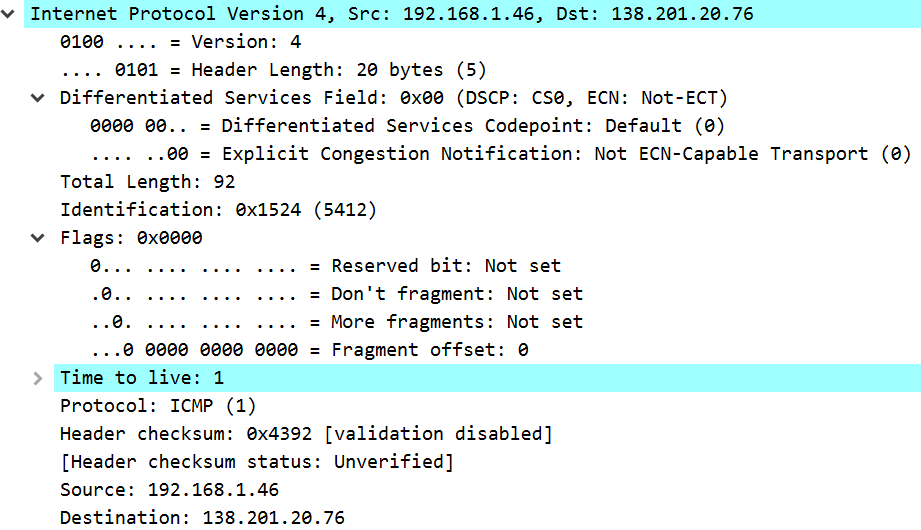 Internet Protocol Version 4, Src: 192.168.1.46, Dst: 138.201.20.76
0100 .... = Version: 4
.... 0101 = Header Length: 20 bytes (5)
Differentiated Services Field: 0x00 (DSCP: CS0, ECN: Not-ECT)
0000 00.. = Differentiated Services Codepoint: Default (0)
.... ..00 = Explicit Congestion Notification: Not ECN-Capable Transport (0)
Total Length: 92
Identification: 0x1524 (5412)
Flags: 0x0000
0... .... .... .... = Reserved bit: Not set
.0.. .... .... .... = Don't fragment: Not set
..0. .... .... .... = More fragments: Not set
...0 0000 0000 0000 = Fragment offset: 0
Time to live: 1
Protocol: ICMP (1)
Header checksum: 0x4392 [validation disabled]
[Header checksum status: Unverified]
Source: 192.168.1.46
Destination: 138.201.20.76